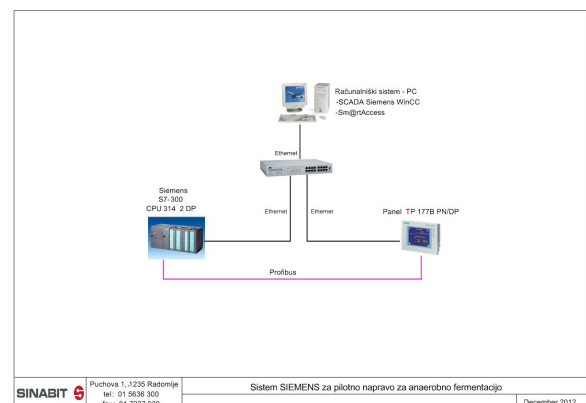 Računalniški sistem - PC
-SCADA Siemens WinCC
-Sm@rtAccess
Ethernet
Siemens
S7-300
CPU 314 2 DP
Ethernet
Ethernet
Panel TP 177B PN/DP
Profibus
SINABIT
Puchova 1, ,1235 Radomlje
tel: 01 5636 300
Sistem SIEMENS za pilotno napravo za anaerobno fermentacijo
December 2012